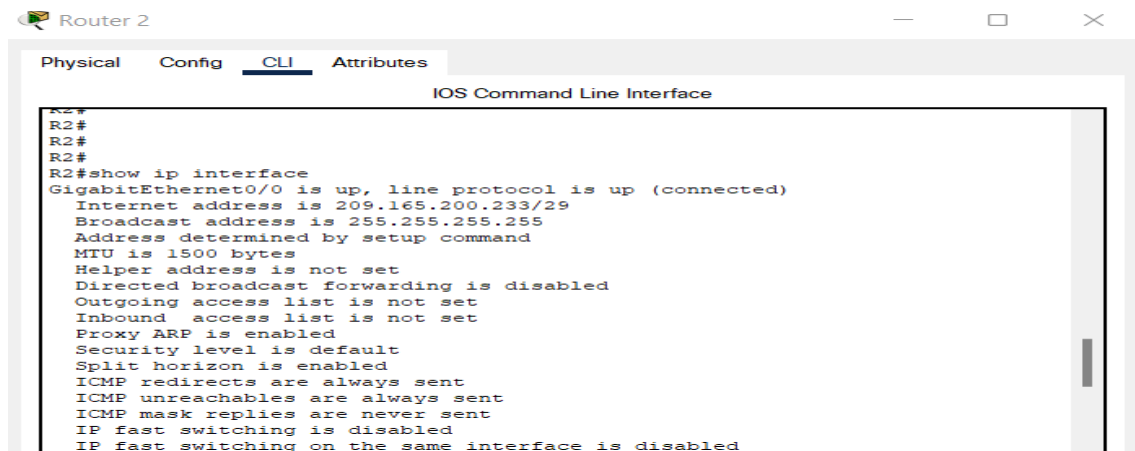 Router 2
Physical Config CLI Attributes
IOS Command Line Interface
R2#
R2#
R2#
R2#
R2#show ip interface
GigabitEthernet0/0 is up, line protocol is up (connected)
Internet address is 209.165.200.233/29
Broadcast address is 255.255.255.255
Address determined by setup command
MTU is 1500 bytes
Helper address is not set
Directed broadcast forwarding is disabled
Outgoing access list is not set
Inbound  access list is not set
Proxy ARP is enabled
Security level is default
Split horizon is enabled
ICMP redirects are always sent
ICMP unreachables are always sent
ICMP mask replies are never sent
IP fast switching is disabled
IP fast switching on the same interface is disabled